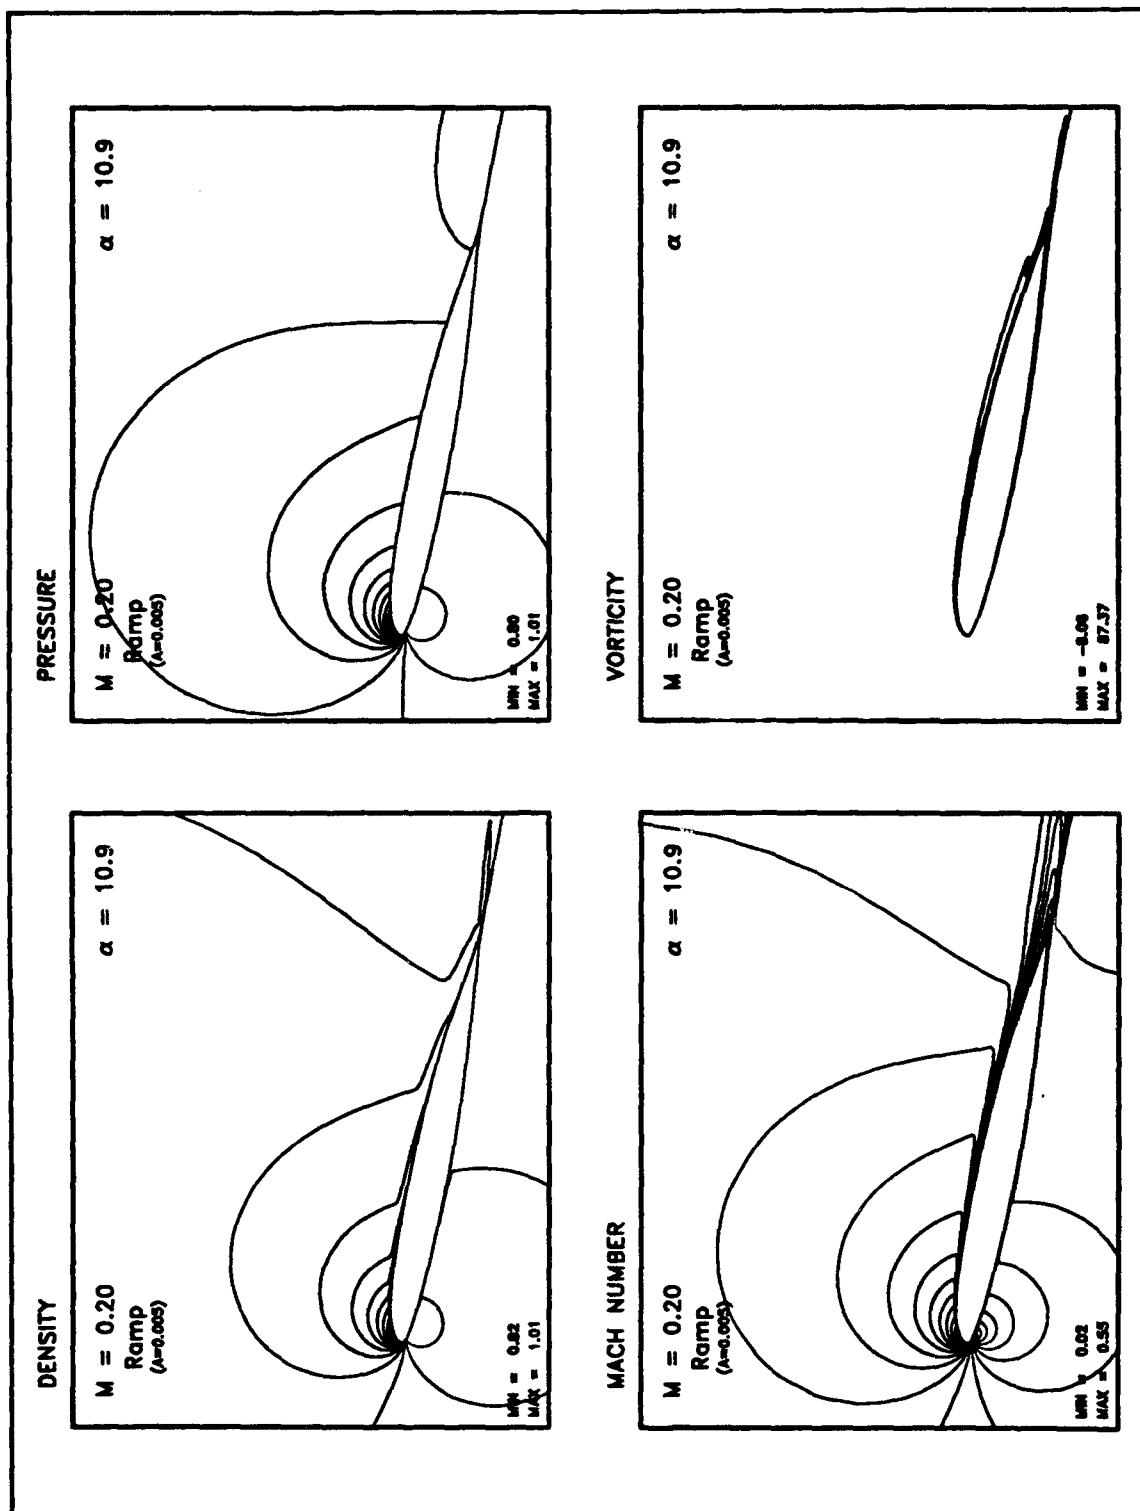 DENSITY
M = 0.20
Ramp
(A=0.005)
α = 10.9
MIN = 0.82
MAX = 1.01
PRESSURE
M = 0.20
Ramp
(A=0.005)
α = 10.9
MIN = 0.80
MAX = 1.01
MACH NUMBER
M = 0.20
Ramp
(A=0.005)
α = 10.9
MIN = 0.02
MAX = 0.55
VORTICITY
M = 0.20
Ramp
(A=0.005)
α = 10.9
MIN =
MAX = 87.37